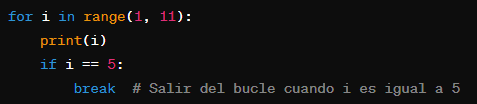 for i in range(1, 11):
    print(i)
    if i == 5:
        break  # Salir del bucle cuando i es igual a 5